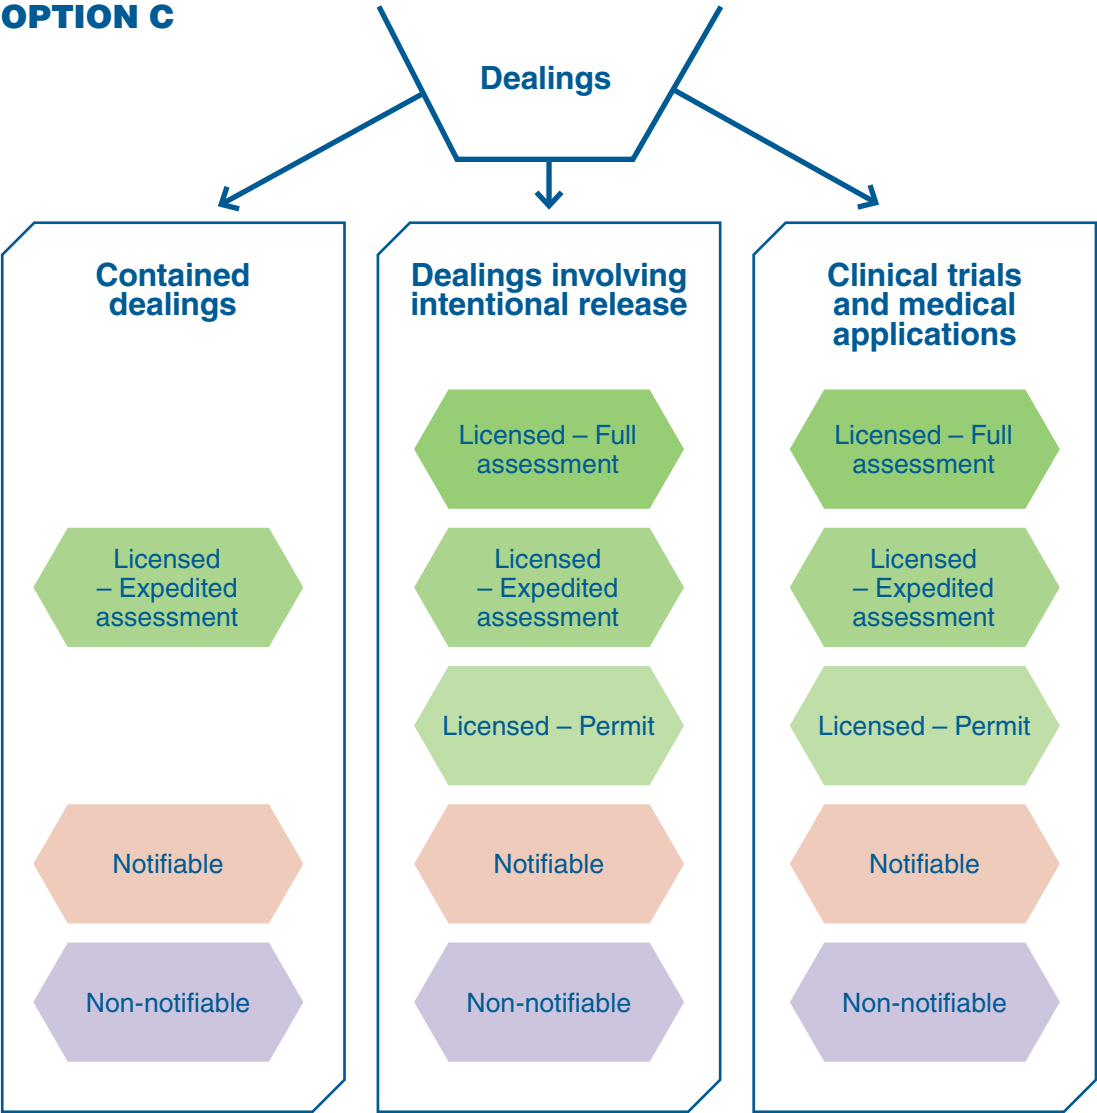 OPTION C
Dealings
Contained
dealings
Licensed
– Expedited
assessment
Notifiable
Non-notifiable
Dealings involving
intentional release
Licensed – Full
assessment
Licensed
– Expedited
assessment
Licensed – Permit
Notifiable
Non-notifiable
Clinical trials
and medical
applications
Licensed – Full
assessment
Licensed
– Expedited
assessment
Licensed – Permit
Notifiable
Non-notifiable